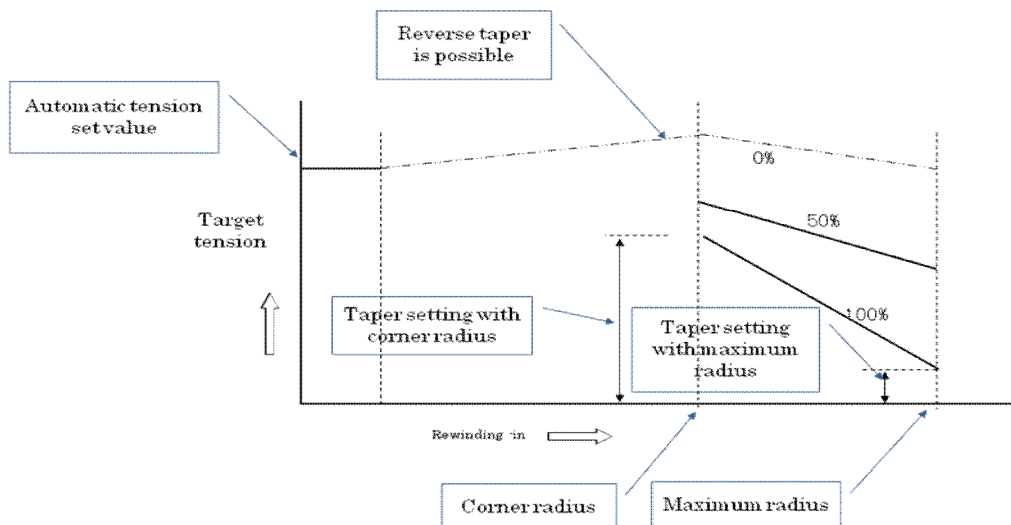 Reverse taper
is possible
Automatic tension
set value
0%
50%
Target
tension
100%
Taper setting with
corner radius
Taper setting
with maximum
radius
Rewinding -in
Corner radius
Maximum radius